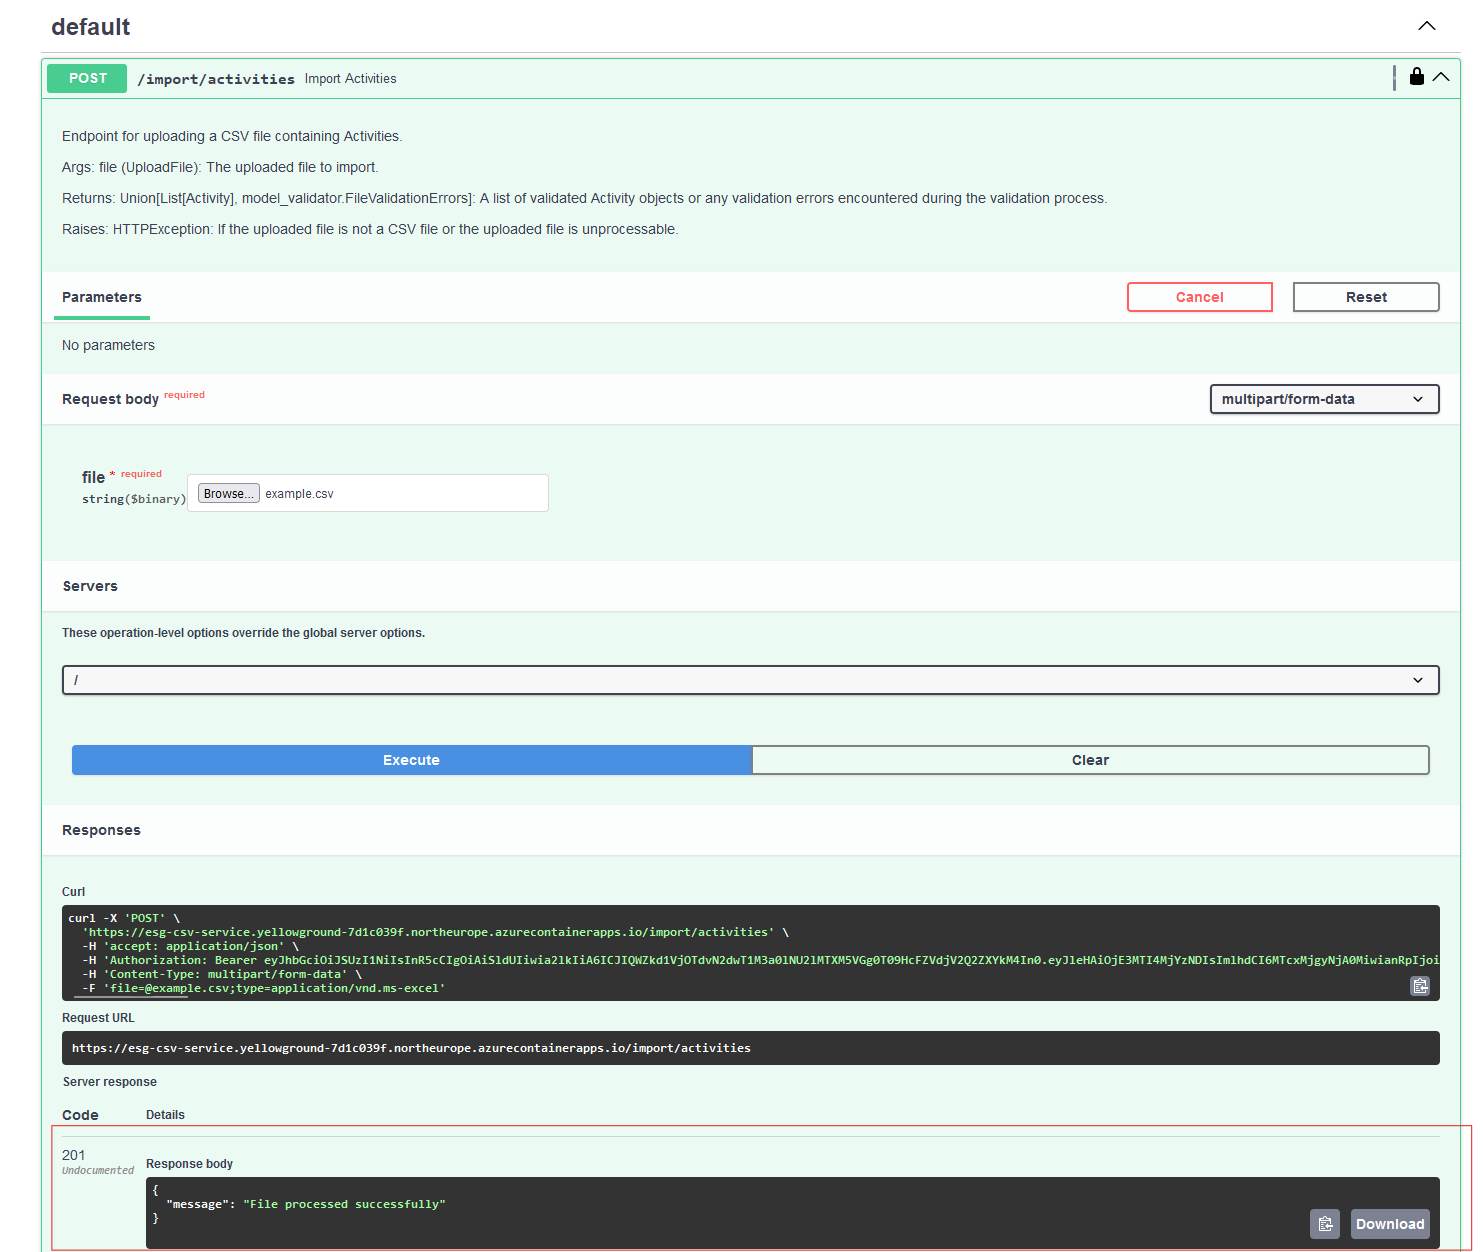 default
POST /import/activities Import Activities
Endpoint for uploading a CSV file containing Activities.
Args: file (UploadFile): The uploaded file to import.
Returns: Union[List[Activity], model_validator.FileValidationErrors]: A list of validated Activity objects or any validation errors encountered during the validation process.
Raises: HTTPException: If the uploaded file is not a CSV file or the uploaded file is unprocessable.
Parameters Cancel Reset
No parameters
Request body required multipart/form-data
file * required
string($binary) Browse... example.csv
Servers
These operation-level options override the global server options.
/
Execute Clear
Responses
Curl
curl -X 'POST' \
'https://esg-csv-service.yellowground-7d1c039f.northeurope.azurecontainerapps.io/import/activities' \
-H 'accept: application/json' \
-H 'Authorization: Bearer eyJhbGciOiJSUzI1NiIsInR5cCIgOiAiSldUIiwia2lkIiA6ICJIQWZkd1VjOTdvN2dwT1M3a0lNU2lMTXM5VGg0T09HcFZVdjV2Q2ZXYkM4In0.eyJleHAiOjE3MTI4MjYzNDIsImlhdCI6MTcxMjgyNjA0MiwianRpIjoi
-H 'Content-Type: multipart/form-data' \
-F 'file=@example.csv;type=application/vnd.ms-excel'
Request URL
https://esg-csv-service.yellowground-7d1c039f.northeurope.azurecontainerapps.io/import/activities
Server response
Code Details
201
Undocumented
Response body
{
"message": "File processed successfully"
}
Download